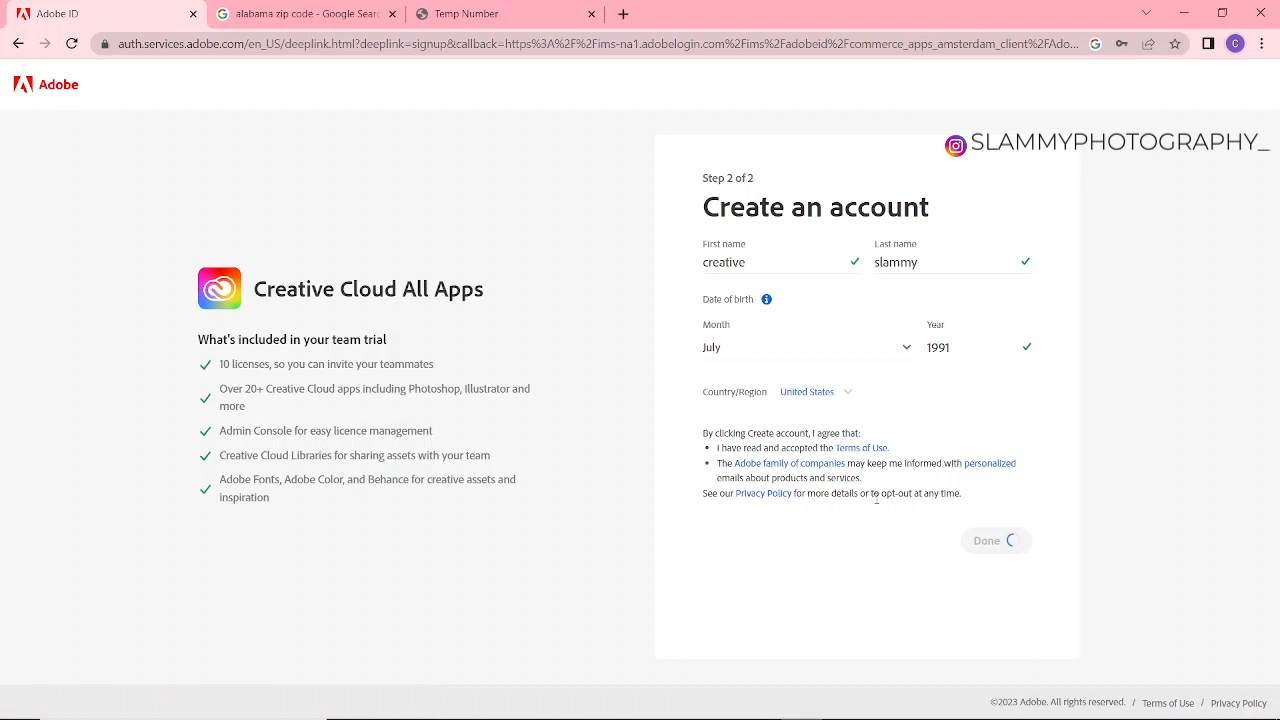 Adobe ID
alabama zip code - Google Sear
Temp Number
authservices.adobe.com/en_US/deeplink.html?deeplink=signup&callback=https%3A%2F%2Fims-na1.adobelogin.com%2Fims%2Fadobeid%2Fcommerce_apps_amsterdam_client%2FAdo...
C
Adobe
SLAMMYPHOTOGRAPHY_
Creative Cloud All Apps
What's included in your team trial
10 licenses, so you can invite your teammates
Over 20+ Creative Cloud apps including Photoshop, Illustrator and
more
Admin Console for easy licence management
Creative Cloud Libraries for sharing assets with your team
Adobe Fonts, Adobe Color, and Behance for creative assets and
inspiration
Step 2 of 2
Create an account
First name Last name
creative slammy
Date of birth
Month Year
July 1991
Country/Region United States
By clicking Create account, I agree that:
• I have read and accepted the Terms of Use.
• The Adobe family of companies may keep me informed with personalized
emails about products and services.
See our Privacy Policy for more details or to opt-out at any time.
Done
©2023 Adobe. All rights reserved. / Terms of Use / Privacy Policy